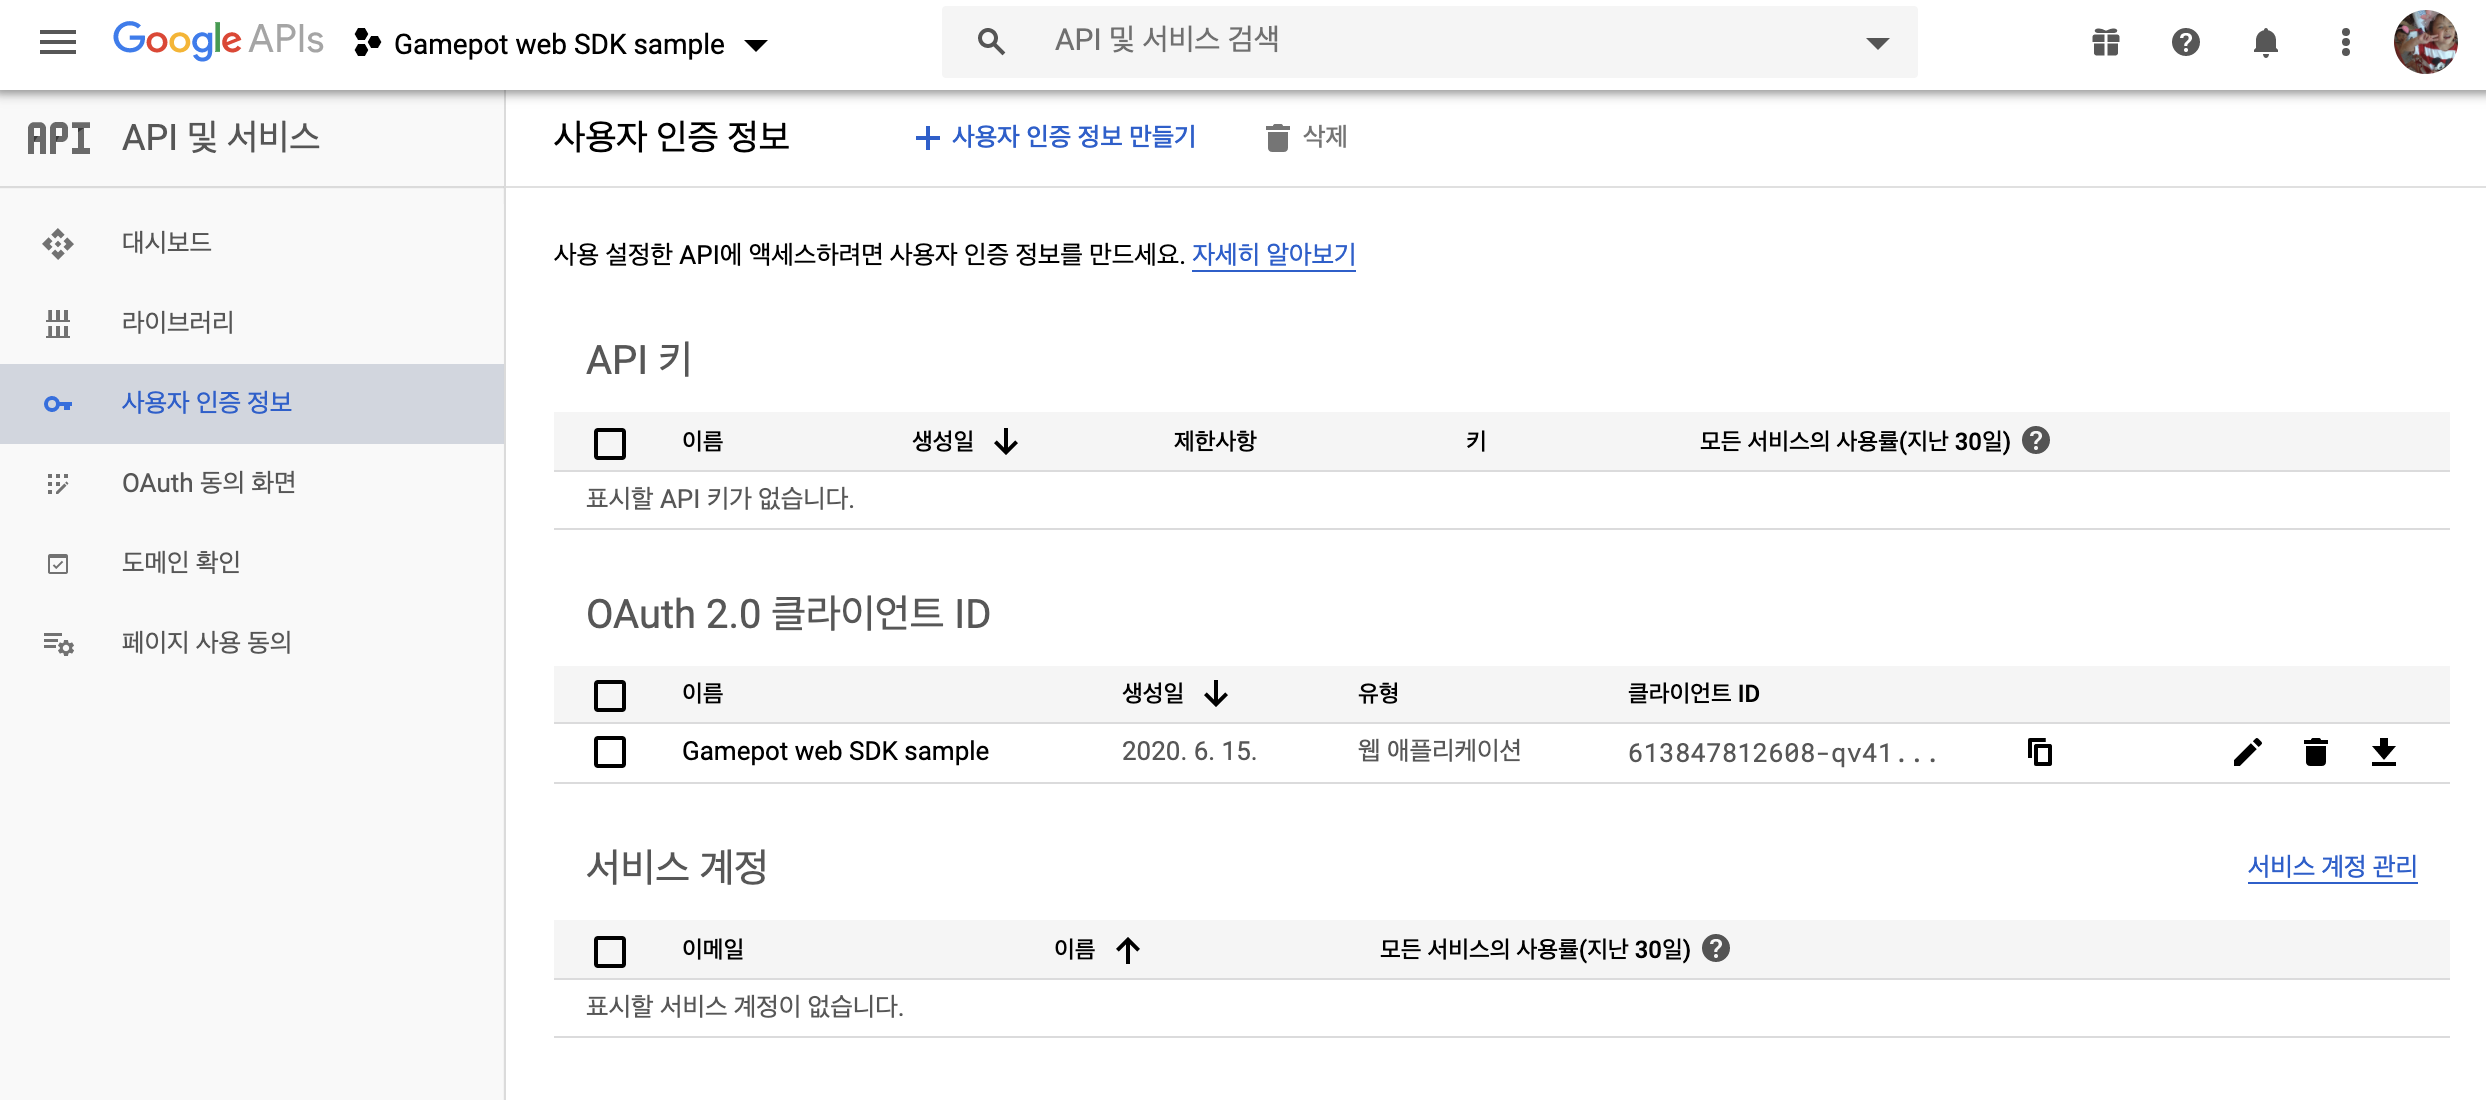 Google APIs Gamepot web SDK sample API 및 서비스 검색
API API 및 서비스
사용자 인증 정보 + 사용자 인증 정보 만들기 삭제
대시보드
라이브러리
사용자 인증 정보
OAuth 동의 화면
도메인 확인
페이지 사용 동의
사용 설정한 API에 액세스하려면 사용자 인증 정보를 만드세요. 자세히 알아보기
API 키
이름 생성일 제한사항 키 모든 서비스의 사용률(지난 30일)
표시할 API 키가 없습니다.
OAuth 2.0 클라이언트 ID
이름 생성일 유형 클라이언트 ID
Gamepot web SDK sample 2020. 6. 15. 웹 애플리케이션 613847812608-qv41...
서비스 계정 서비스 계정 관리
이메일 이름 모든 서비스의 사용률(지난 30일)
표시할 서비스 계정이 없습니다.